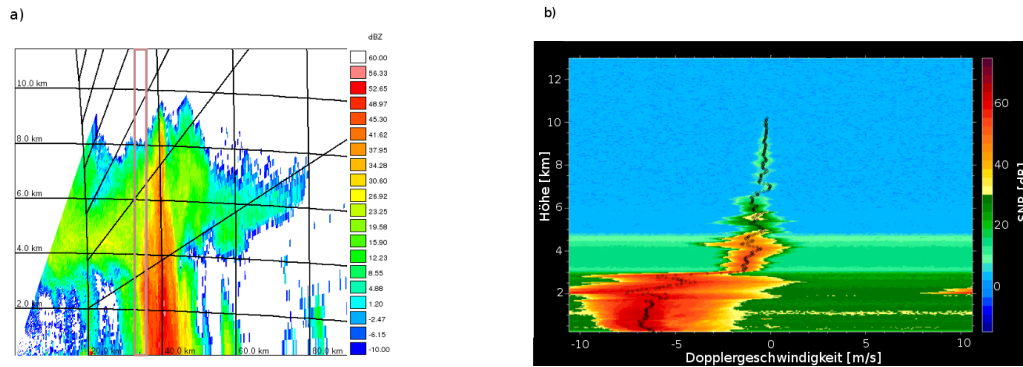 a)
dBZ
60.00
56.33
52.65
48.97
45.30
41.62
37.95
34.28
30.60
26.92
23.25
19.58
15.90
12.23
8.55
4.88
1.20
-2.47
-6.15
-10.00
10.0 km
8.0 km
6.0 km
4.0 km
2.0 km
20.0 km
40.0 km
60.0 km
80.0 km
b)
Höhe [km]
12
10
8
6
4
2
-10
-5
0
5
10
Dopplergeschwindigkeit [m/s]
60
40
20
0
SNR [dB]